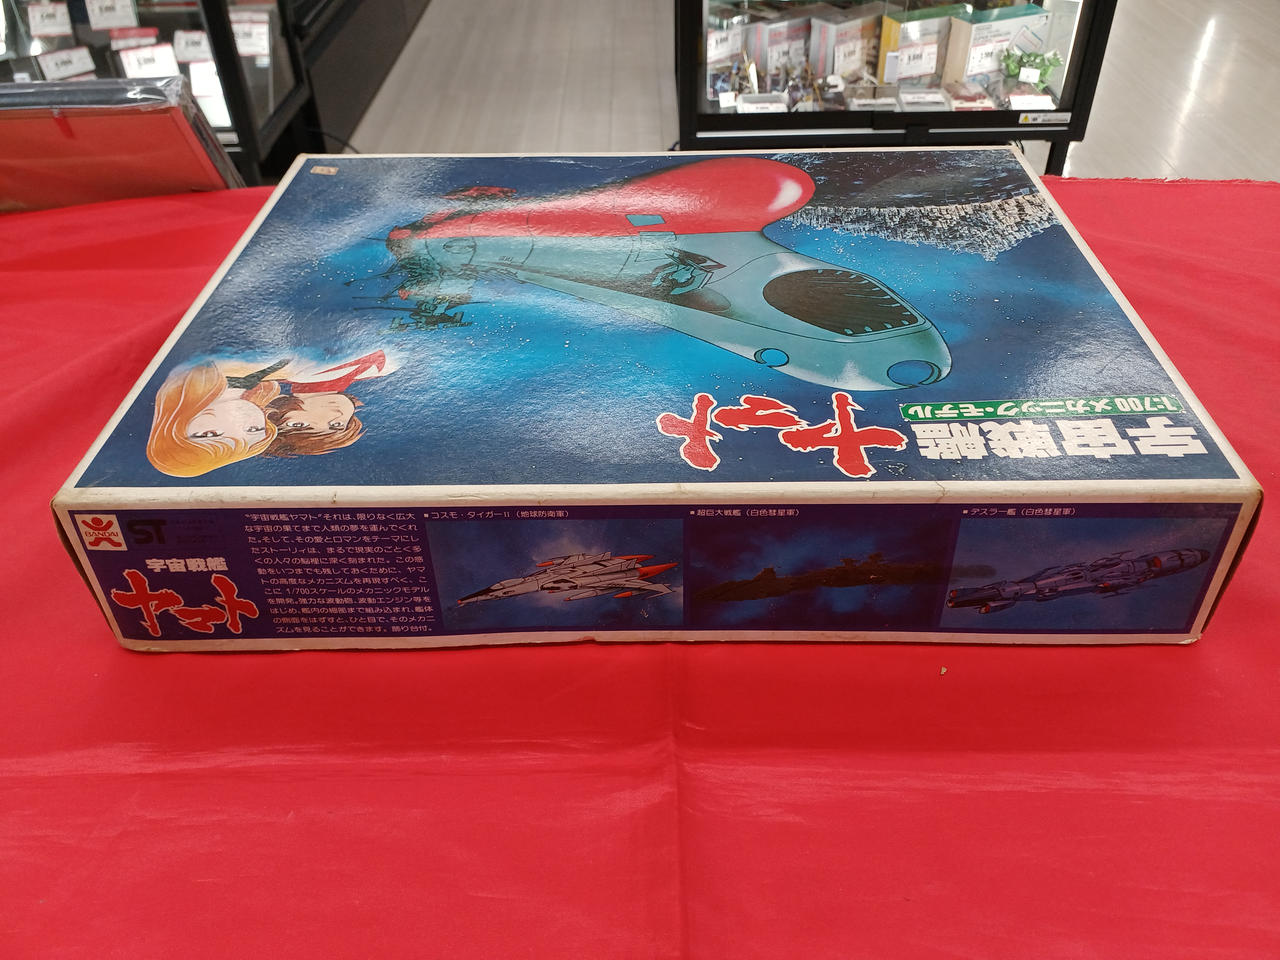 宇宙戦艦
ヤマト
1:700 メカニック・モデル
BANDAI
ST
宇宙戦艦
ヤマト
"宇宙戦艦ヤマト"それは、限りなく広大
な宇宙の果てまで人類の夢を運んでくれ
た。そして、その愛とロマンをテーマにし
たストーリィは、まるで現実のごとく多
くの人々の脳裡に深く刻まれた。この感
動をいつまでも残しておくために、ヤマ
トの高度なメカニズムを再現すべく、こ
こに 1/700スケールのメカニックモデル
を開発。強力な波動砲、波動エンジン等を
はじめ、艦内の細部まで組み込まれ、艦体
の側面をはずすと、ひと目で、そのメカニ
ズムを見ることができます。飾り台付。
■コスモ・タイガーII（地球防衛軍）
■超巨大戦艦（白色彗星軍）
■デスラー艦（白色彗星軍）